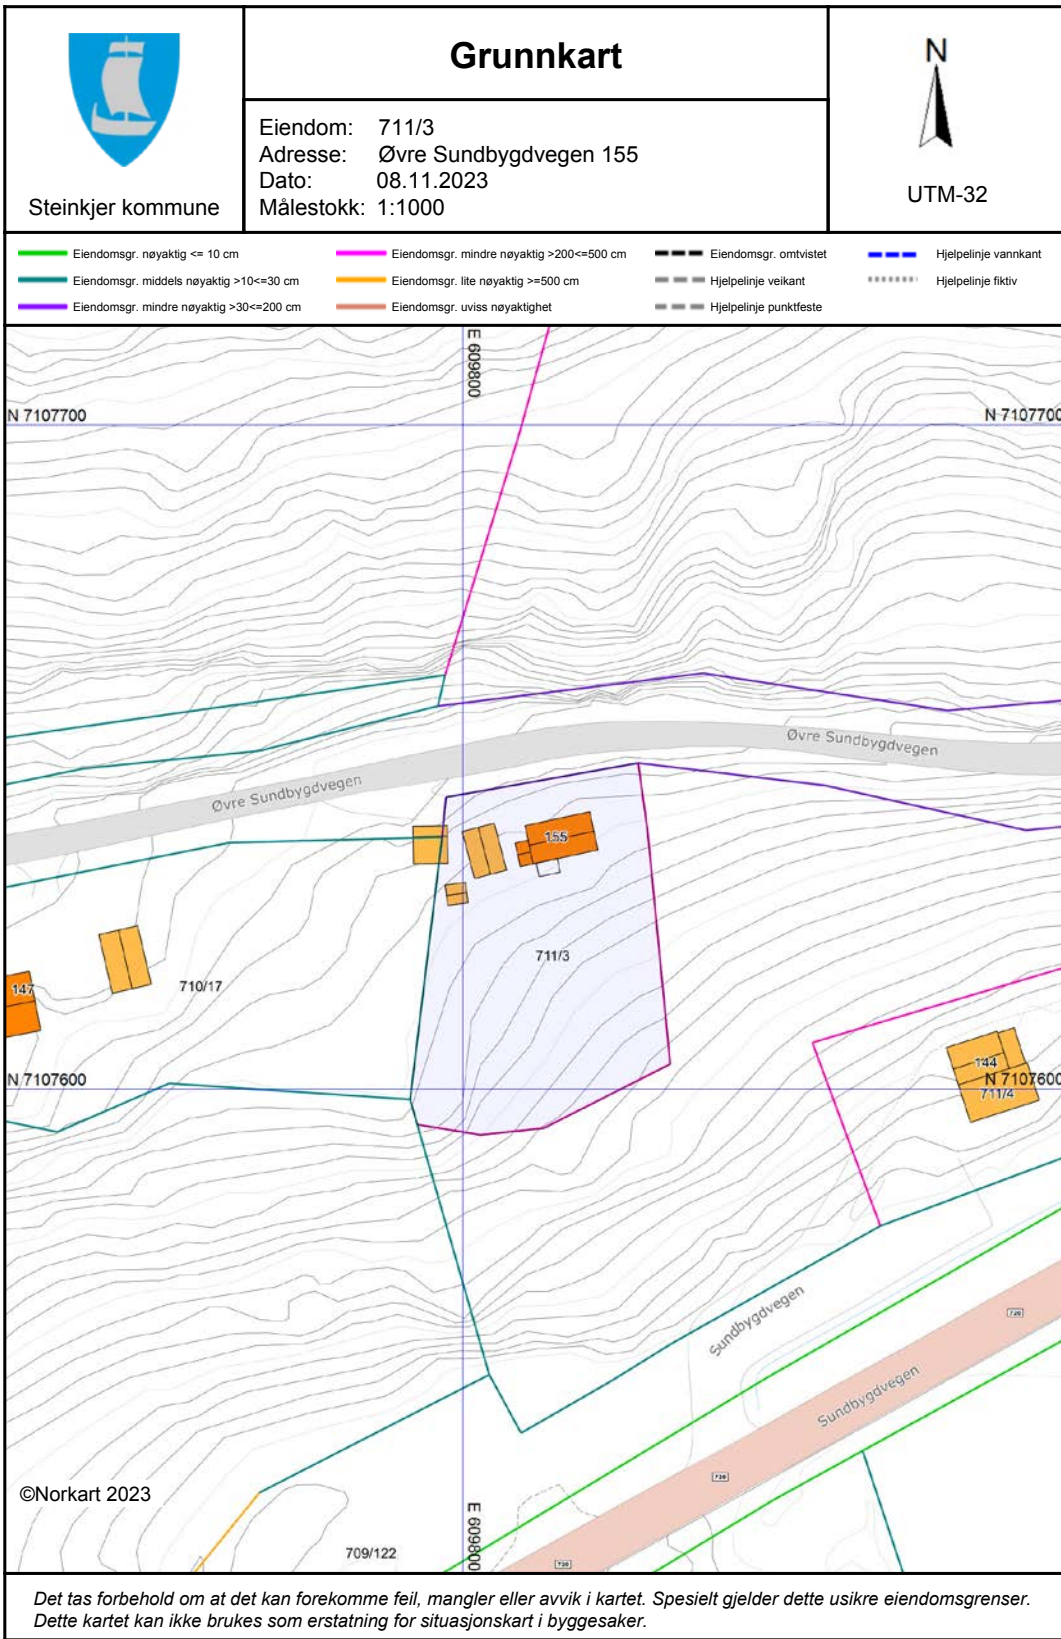 Steinkjer kommune
Grunnkart
Eiendom: 711/3
Adresse: Øvre Sundbygdvegen 155
Dato: 08.11.2023
Målestokk: 1:1000
N
UTM-32
Eiendomsgr. nøyaktig <= 10 cm
Eiendomsgr. middels nøyaktig >10<=30 cm
Eiendomsgr. mindre nøyaktig >30<=200 cm
Eiendomsgr. mindre nøyaktig >200<=500 cm
Eiendomsgr. lite nøyaktig >=500 cm
Eiendomsgr. uviss nøyaktighet
Eiendomsgr. omtvistet
Hjelpelinje veikant
Hjelpelinje punktfeste
Hjelpelinje vannkant
Hjelpelinje fiktiv
E 609800
N 7107700
N 7107700
Øvre Sundbygdvegen
Øvre Sundbygdvegen
155
711/3
710/17
147
N 7107600
144
N 7107600
711/4
Sundbygdvegen
720
Sundbygdvegen
720
©Norkart 2023
E 609800
709/122
720
Det tas forbehold om at det kan forekomme feil, mangler eller avvik i kartet. Spesielt gjelder dette usikre eiendomsgrenser.
Dette kartet kan ikke brukes som erstatning for situasjonskart i byggesaker.